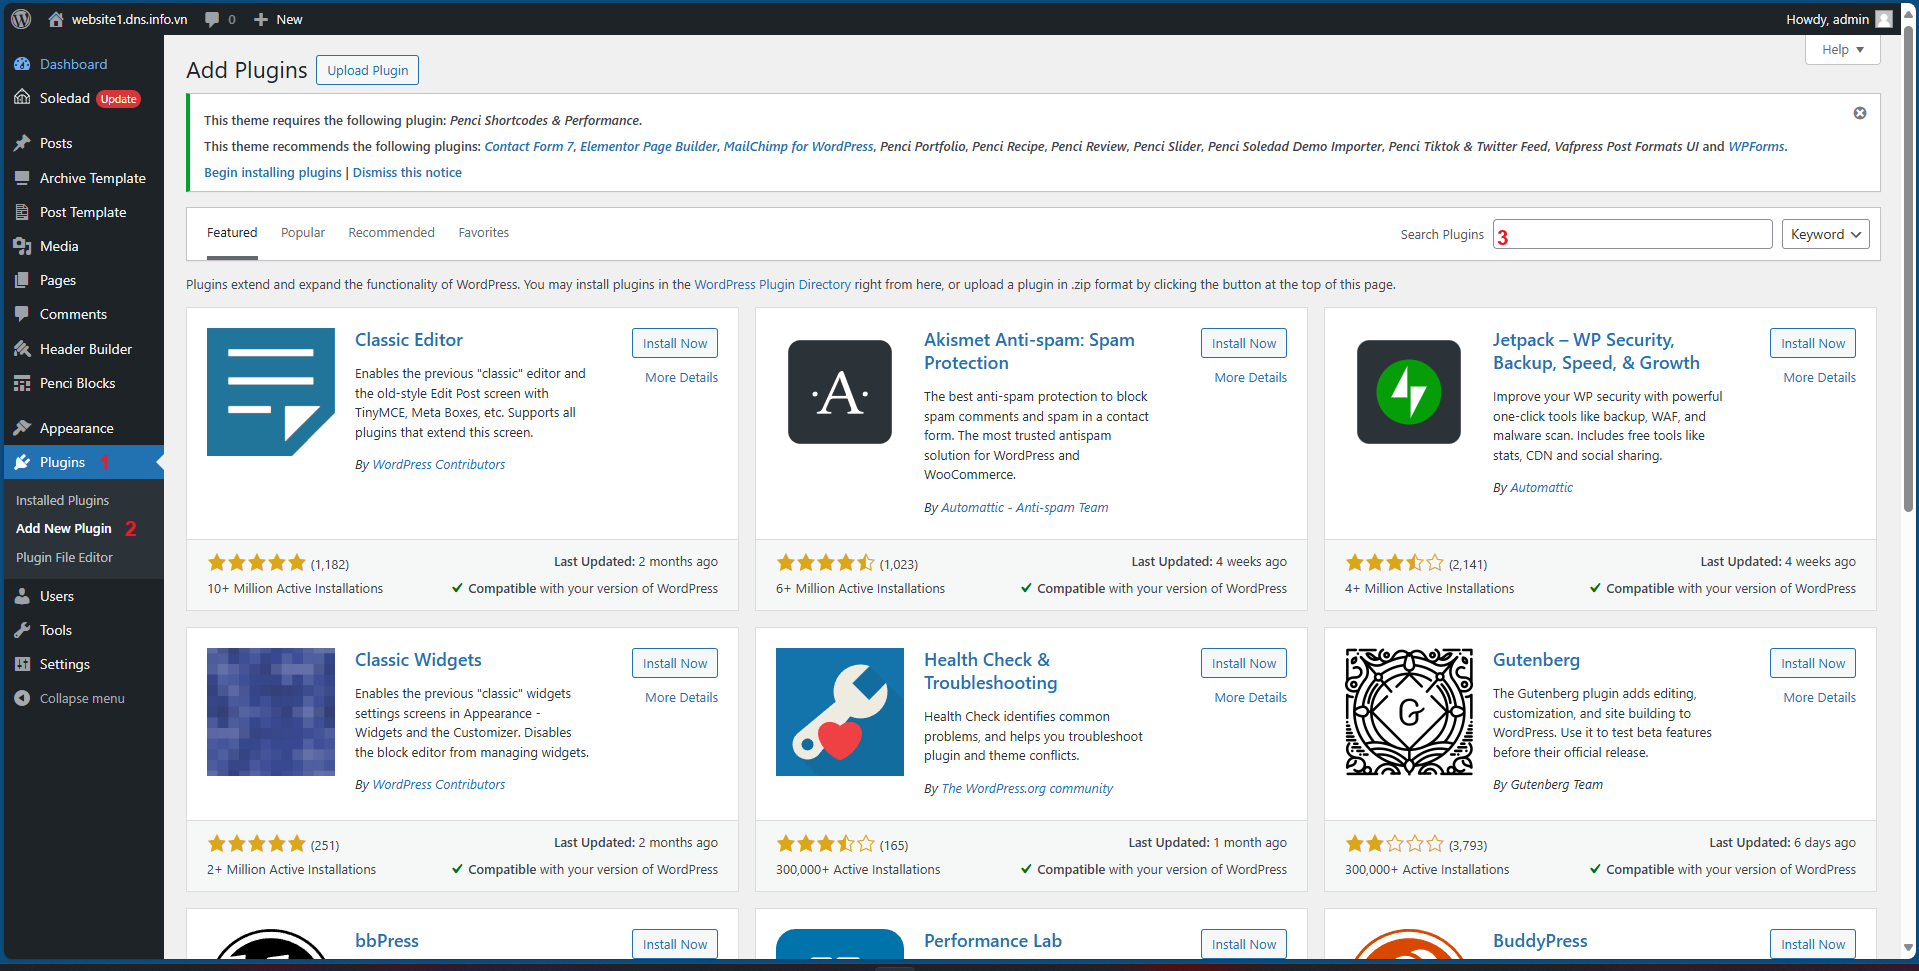 website1.dns.info.vn 0 New Howdy, admin
Help
Dashboard
Soledad Update
Posts
Archive Template
Post Template
Media
Pages
Comments
Header Builder
Penci Blocks
Appearance
Plugins 1
Installed Plugins
Add New Plugin 2
Plugin File Editor
Users
Tools
Settings
Collapse menu
Add Plugins Upload Plugin
This theme requires the following plugin: Penci Shortcodes & Performance.
This theme recommends the following plugins: Contact Form 7, Elementor Page Builder, MailChimp for WordPress, Penci Portfolio, Penci Recipe, Penci Review, Penci Slider, Penci Soledad Demo Importer, Penci Tiktok & Twitter Feed, Vafpress Post Formats UI and WPForms.
Begin installing plugins | Dismiss this notice
Featured Popular Recommended Favorites Search Plugins 3 Keyword
Plugins extend and expand the functionality of WordPress. You may install plugins in the WordPress Plugin Directory right from here, or upload a plugin in .zip format by clicking the button at the top of this page.
Classic Editor
Install Now
More Details
Enables the previous "classic" editor and
the old-style Edit Post screen with
TinyMCE, Meta Boxes, etc. Supports all
plugins that extend this screen.
By WordPress Contributors
(1,182)
Last Updated: 2 months ago
10+ Million Active Installations
Compatible with your version of WordPress
·A·
Akismet Anti-spam: Spam
Protection
Install Now
More Details
The best anti-spam protection to block
spam comments and spam in a contact
form. The most trusted antispam
solution for WordPress and
WooCommerce.
By Automattic - Anti-spam Team
(1,023)
Last Updated: 4 weeks ago
6+ Million Active Installations
Compatible with your version of WordPress
Jetpack – WP Security,
Backup, Speed, & Growth
Install Now
More Details
Improve your WP security with powerful
one-click tools like backup, WAF, and
malware scan. Includes free tools like
stats, CDN and social sharing.
By Automattic
(2,141)
Last Updated: 4 weeks ago
4+ Million Active Installations
Compatible with your version of WordPress
Classic Widgets
Install Now
More Details
Enables the previous "classic" widgets
settings screens in Appearance -
Widgets and the Customizer. Disables
the block editor from managing widgets.
By WordPress Contributors
(251)
Last Updated: 2 months ago
2+ Million Active Installations
Compatible with your version of WordPress
Health Check &
Troubleshooting
Install Now
More Details
Health Check identifies common
problems, and helps you troubleshoot
plugin and theme conflicts.
By The WordPress.org community
(165)
Last Updated: 1 month ago
300,000+ Active Installations
Compatible with your version of WordPress
G
Gutenberg
Install Now
More Details
The Gutenberg plugin adds editing,
customization, and site building to
WordPress. Use it to test beta features
before their official release.
By Gutenberg Team
(3,793)
Last Updated: 6 days ago
300,000+ Active Installations
Compatible with your version of WordPress
bbPress
Install Now
Performance Lab
Install Now
BuddyPress
Install Now